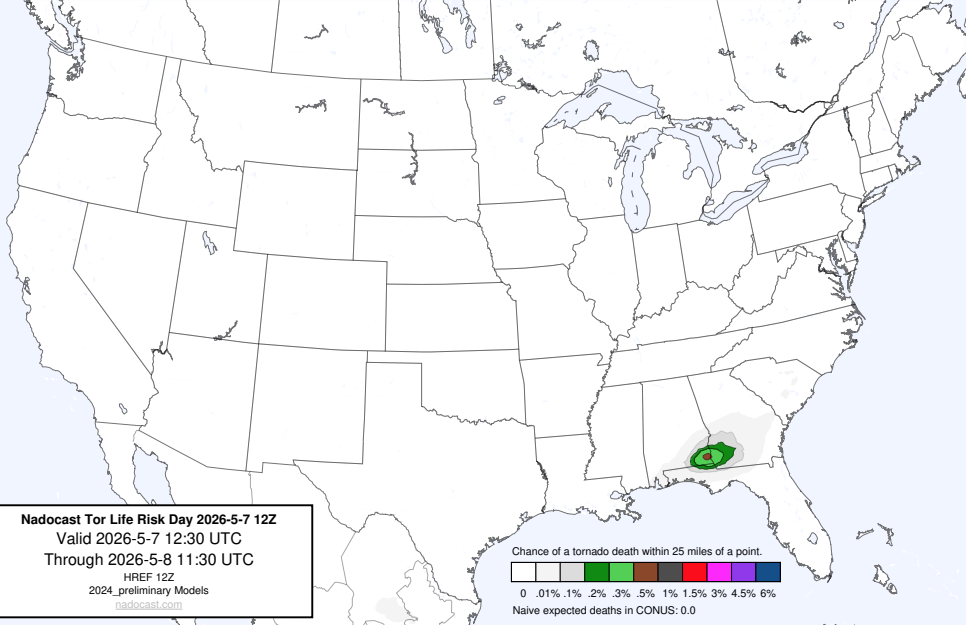 Nadocast Tor Life Risk Day 2026-5-7 12Z
Valid 2026-5-7 12:30 UTC
Through 2026-5-8 11:30 UTC
HREF 12Z
2024_preliminary Models
nadocast.com
Chance of a tornado death within 25 miles of a point.
0 .01% .1% .2% .3% .5% 1% 1.5% 3% 4.5% 6%
Naive expected deaths in CONUS: 0.0